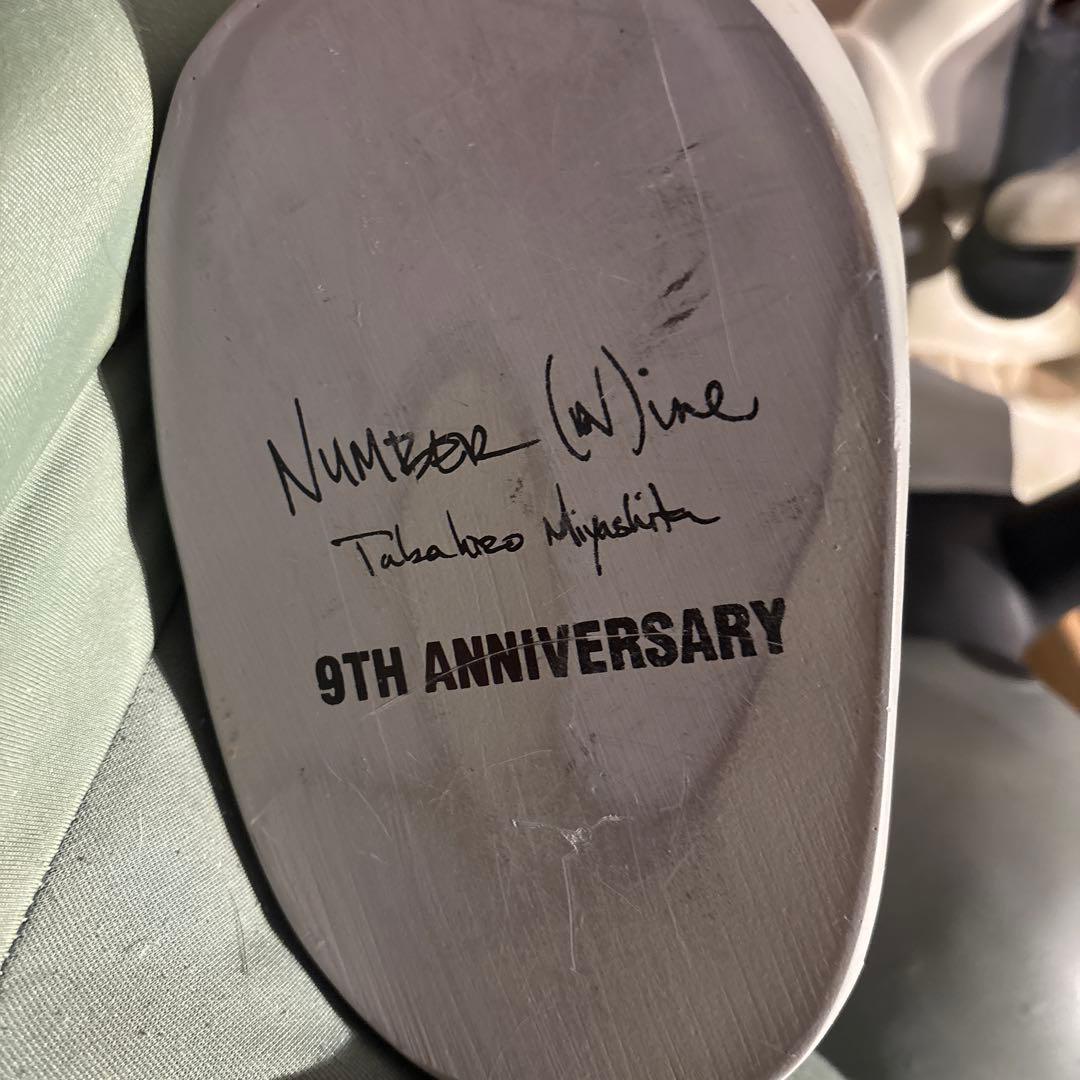 NUMBER (N)ine
Takahiro Miyashita
9TH ANNIVERSARY